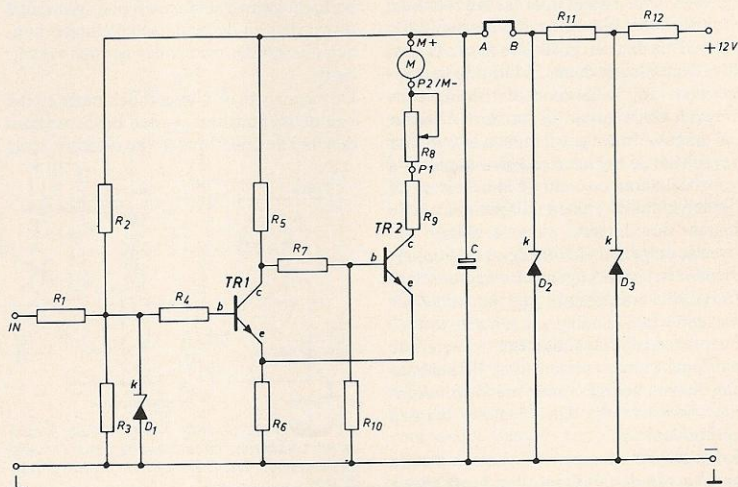 A
B
R11
R12
+12V
M+
M
P2/M-
R8
P1
R9
R2
R5
R7
TR2
c
b
e
C
k
D2
k
D3
TR1
c
R1
R4
b
IN
e
k
R3
D1
R6
R10